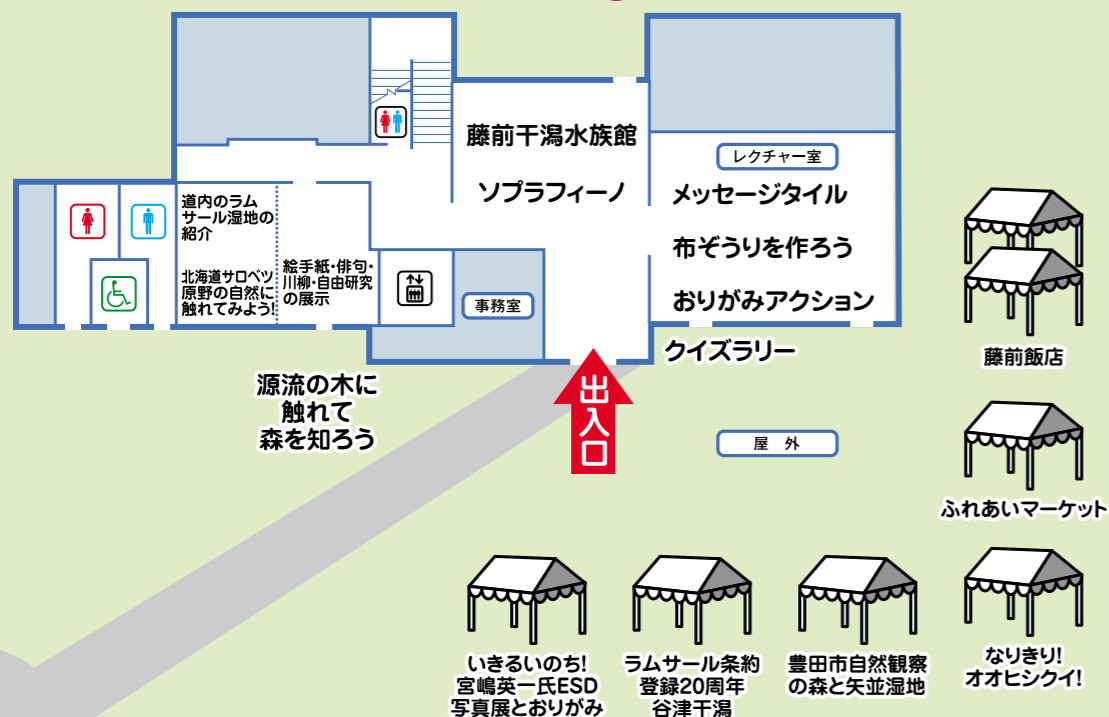 藤前干潟水族館
ソプラフィーノ
レクチャー室
メッセージタイル
布ぞうりを作ろう
おりがみアクション
道内のラム
サール湿地の
紹介
北海道サロベツ
原野の自然に
触れてみよう!
絵手紙・俳句・
川柳・自由研究
の展示
事務室
クイズラリー
源流の木に
触れて
森を知ろう
出入口
屋 外
藤前飯店
ふれあいマーケット
いきるいのち!
宮嶋英一氏ESD
写真展とおりがみ
ラムサール条約
登録20周年
谷津干潟
豊田市自然観察
の森と矢並湿地
なりきり!
オオヒシクイ!